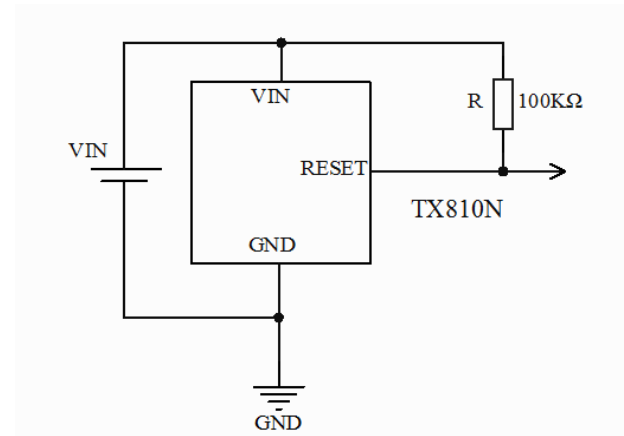 VIN
R 100KΩ
VIN
RESET
TX810N
GND
GND